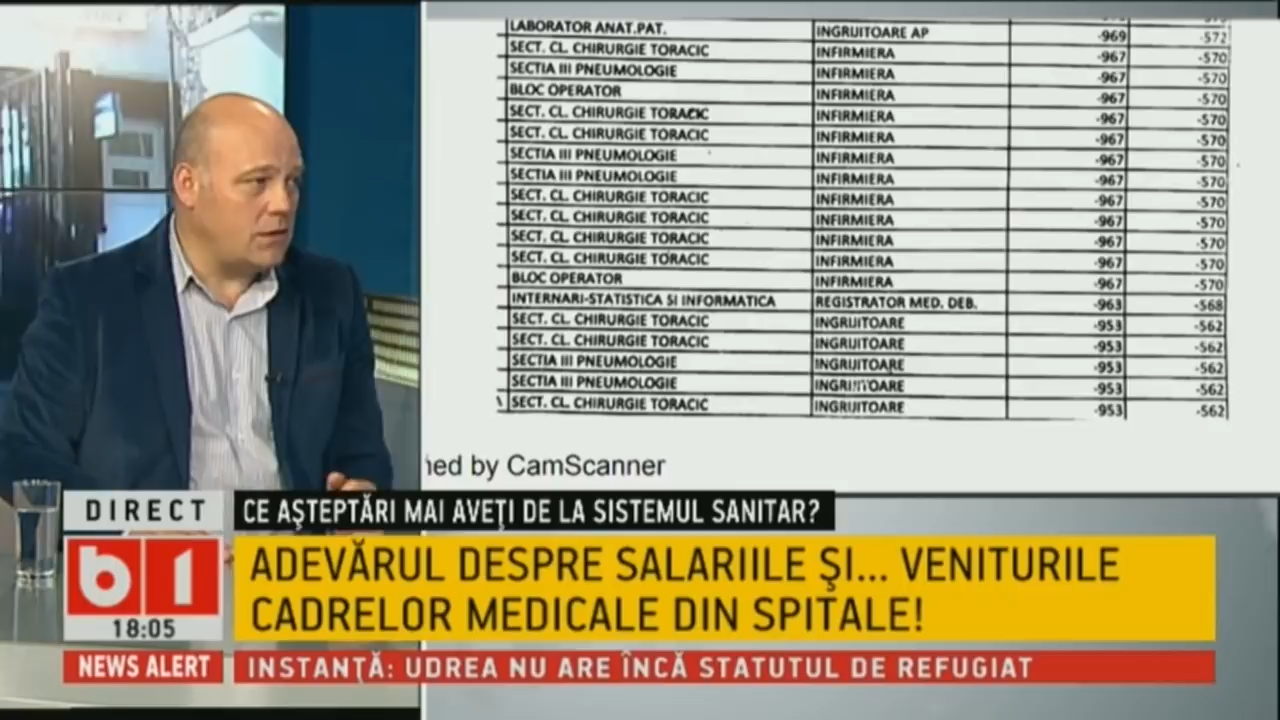 LABORATOR ANAT.PAT. INGRIJITOARE AP -969 -572
SECT. CL. CHIRURGIE TORACIC INFIRMIERA -967 -570
SECTIA III PNEUMOLOGIE INFIRMIERA -967 -570
BLOC OPERATOR INFIRMIERA -967 -570
SECT. CL. CHIRURGIE TORACIC INFIRMIERA -967 -570
SECT. CL. CHIRURGIE TORACIC INFIRMIERA -967 -570
SECTIA III PNEUMOLOGIE INFIRMIERA -967 -570
SECTIA III PNEUMOLOGIE INFIRMIERA -967 -570
SECT. CL. CHIRURGIE TORACIC INFIRMIERA -967 -570
SECT. CL. CHIRURGIE TORACIC INFIRMIERA -967 -570
SECT. CL. CHIRURGIE TORACIC INFIRMIERA -967 -570
SECT. CL. CHIRURGIE TORACIC INFIRMIERA -967 -570
BLOC OPERATOR INFIRMIERA -967 -570
INTERNARI-STATISTICA SI INFORMATICA REGISTRATOR MED. DEB. -963 -568
SECT. CL. CHIRURGIE TORACIC INGRIJITOARE -953 -562
SECT. CL. CHIRURGIE TORACIC INGRIJITOARE -953 -562
SECTIA III PNEUMOLOGIE INGRIJITOARE -953 -562
SECTIA III PNEUMOLOGIE INGRIJITOARE -953 -562
SECT. CL. CHIRURGIE TORACIC INGRIJITOARE -953 -562
by CamScanner
DIRECT
CE AŞTEPTĂRI MAI AVEŢI DE LA SISTEMUL SANITAR?
b1
ADEVĂRUL DESPRE SALARIILE ŞI... VENITURILE
CADRELOR MEDICALE DIN SPITALE!
18:05
NEWS ALERT
INSTANŢĂ: UDREA NU ARE ÎNCĂ STATUTUL DE REFUGIAT